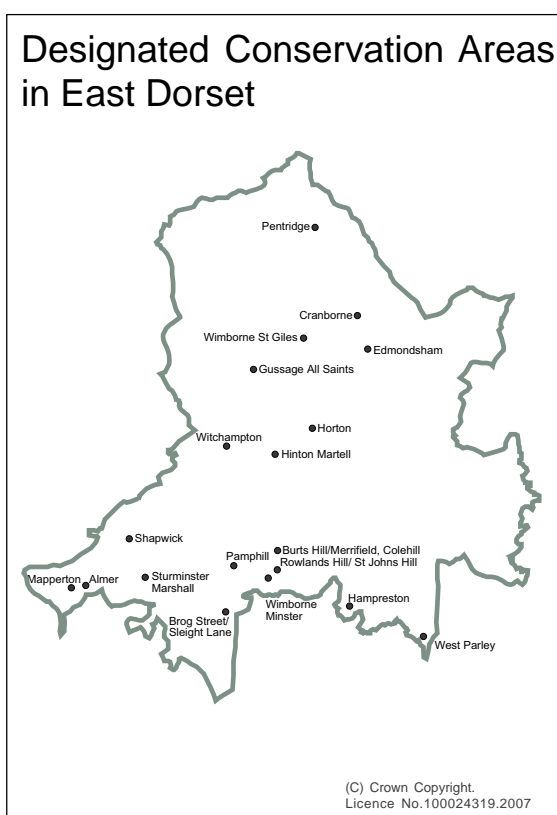 Designated Conservation Areas
in East Dorset
Pentridge
Cranborne
Wimborne St Giles
Edmondsham
Gussage All Saints
Horton
Witchampton
Hinton Martell
Shapwick
Burts Hill/Merrifield, Colehill
Pamphill
Rowlands Hill/ St Johns Hill
Mapperton
Almer
Sturminster
Marshall
Wimborne
Minster
Hampreston
Brog Street/
Sleight Lane
West Parley
(C) Crown Copyright.
Licence No.100024319.2007